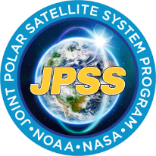 JOINT POLAR SATELLITE SYSTEM PROGRAM
JPSS
•NOAA•NASA•